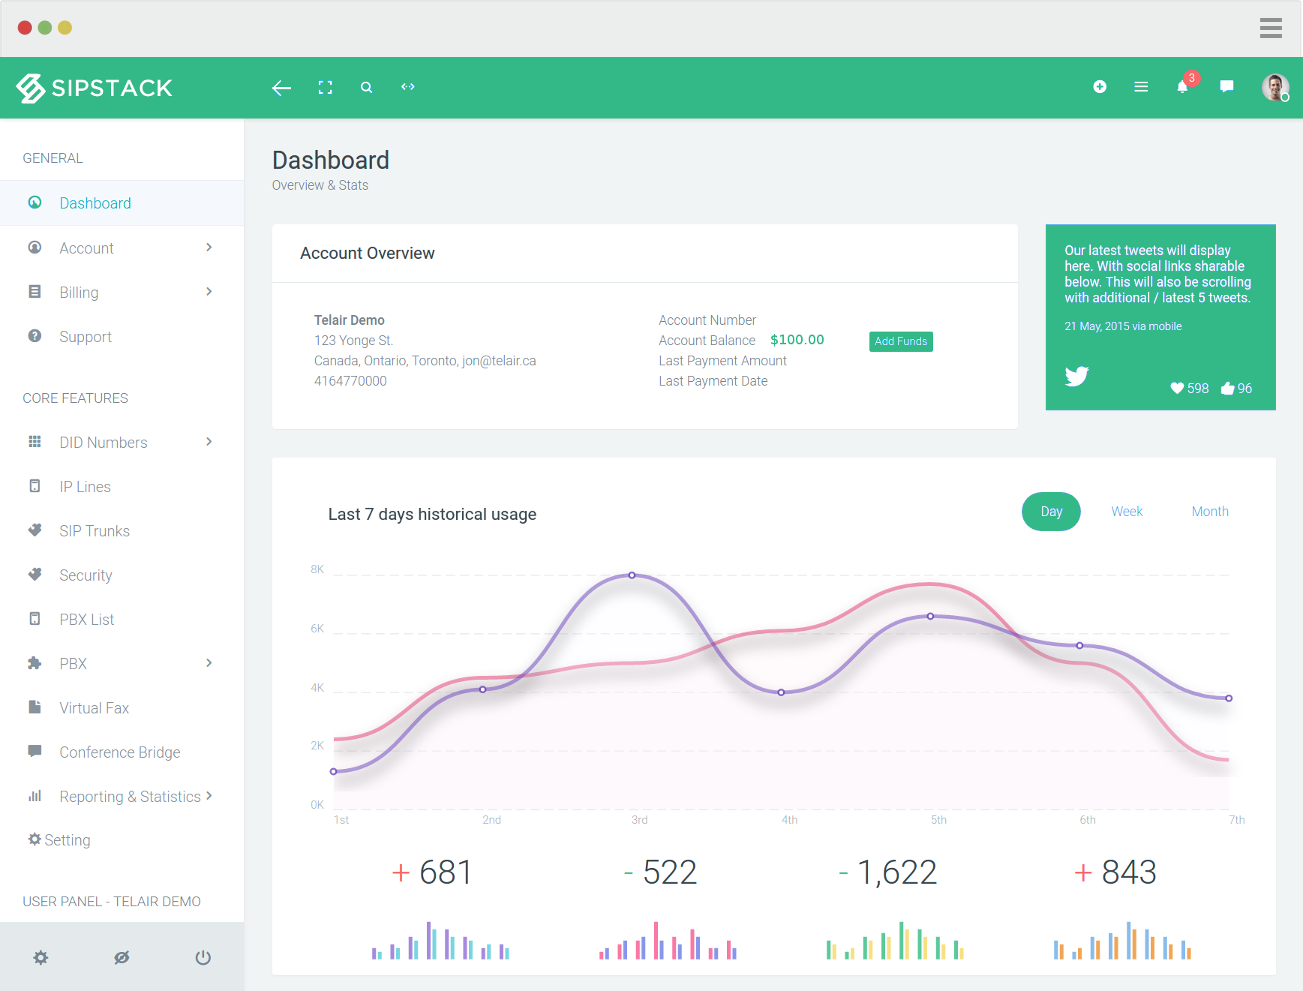 SIPSTACK
3
GENERAL
Dashboard
Account
Billing
Support
CORE FEATURES
DID Numbers
IP Lines
SIP Trunks
Security
PBX List
PBX
Virtual Fax
Conference Bridge
Reporting & Statistics
Setting
USER PANEL - TELAIR DEMO
Dashboard
Overview & Stats
Account Overview
Telair Demo
123 Yonge St.
Canada, Ontario, Toronto, jon@telair.ca
4164770000
Account Number
Account Balance $100.00 Add Funds
Last Payment Amount
Last Payment Date
Our latest tweets will display
here. With social links sharable
below. This will also be scrolling
with additional / latest 5 tweets.
21 May, 2015 via mobile
598 96
Last 7 days historical usage
Day Week Month
8K
6K
4K
2K
0K
1st 2nd 3rd 4th 5th 6th 7th
+ 681 - 522 - 1,622 + 843